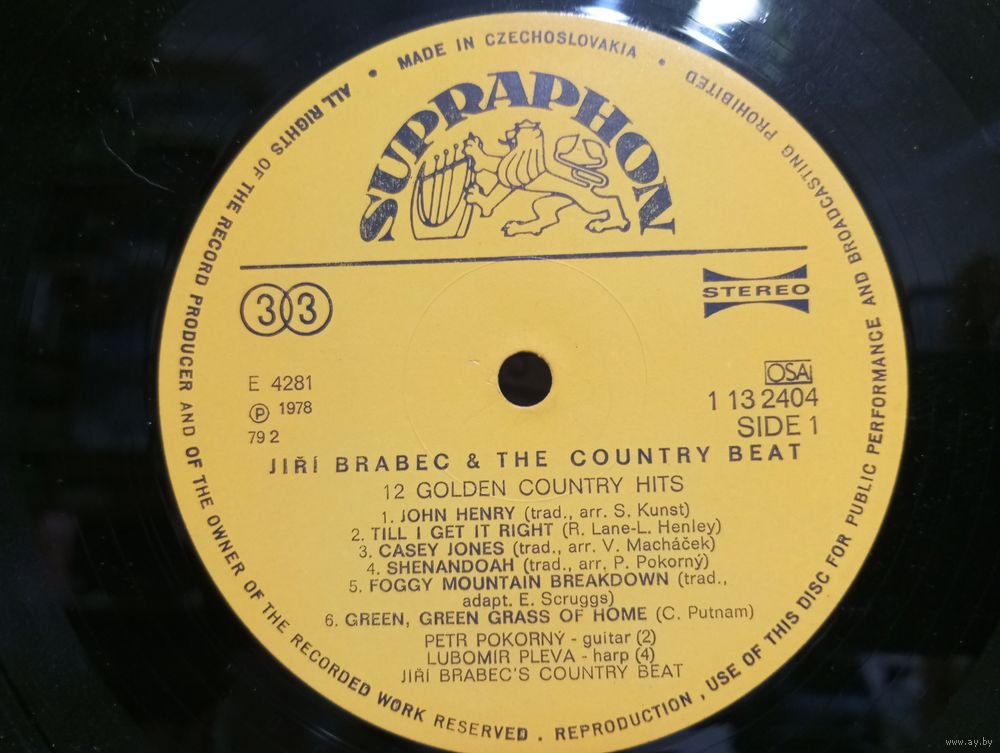 ALL RIGHTS OF THE RECORD PRODUCER AND OF THE OWNER OF THE RECORDED WORK RESERVED . REPRODUCTION , USE OF THIS DISC FOR PUBLIC PERFORMANCE AND BROADCASTING PROHIBITED • MADE IN CZECHOSLOVAKIA •
SUPRAPHON
33
STEREO
E 4281
Ⓟ 1978
79 2
OSA
1 13 2404
SIDE 1
JIŘÍ BRABEC & THE COUNTRY BEAT
12 GOLDEN COUNTRY HITS
1. JOHN HENRY (trad., arr. S. Kunst)
2. TILL I GET IT RIGHT (R. Lane-L. Henley)
3. CASEY JONES (trad., arr. V. Macháček)
4. SHENANDOAH (trad., arr. P. Pokorný)
5. FOGGY MOUNTAIN BREAKDOWN (trad.,
adapt. E. Scruggs)
6. GREEN, GREEN GRASS OF HOME (C. Putnam)
PETR POKORNÝ - guitar (2)
LUBOMÍR PLEVA - harp (4)
JIŘÍ BRABEC'S COUNTRY BEAT
www.ay.by